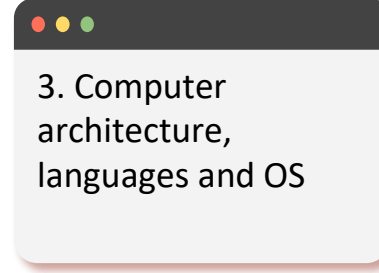 3. Computer
architecture,
languages and OS